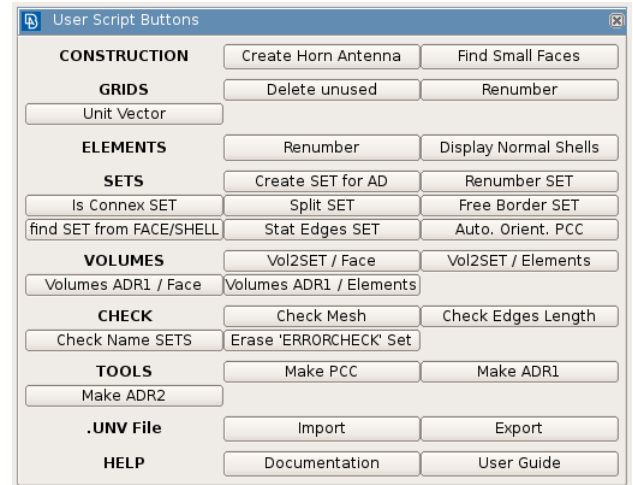 User Script Buttons
CONSTRUCTION Create Horn Antenna Find Small Faces
GRIDS Delete unused Renumber
Unit Vector
ELEMENTS Renumber Display Normal Shells
SETS Create SET for AD Renumber SET
Is Connex SET Split SET Free Border SET
find SET from FACE/SHELL Stat Edges SET Auto. Orient. PCC
VOLUMES Vol2SET / Face Vol2SET / Elements
Volumes ADR1 / Face Volumes ADR1 / Elements
CHECK Check Mesh Check Edges Length
Check Name SETS Erase 'ERRORCHECK' Set
TOOLS Make PCC Make ADR1
Make ADR2
.UNV File Import Export
HELP Documentation User Guide